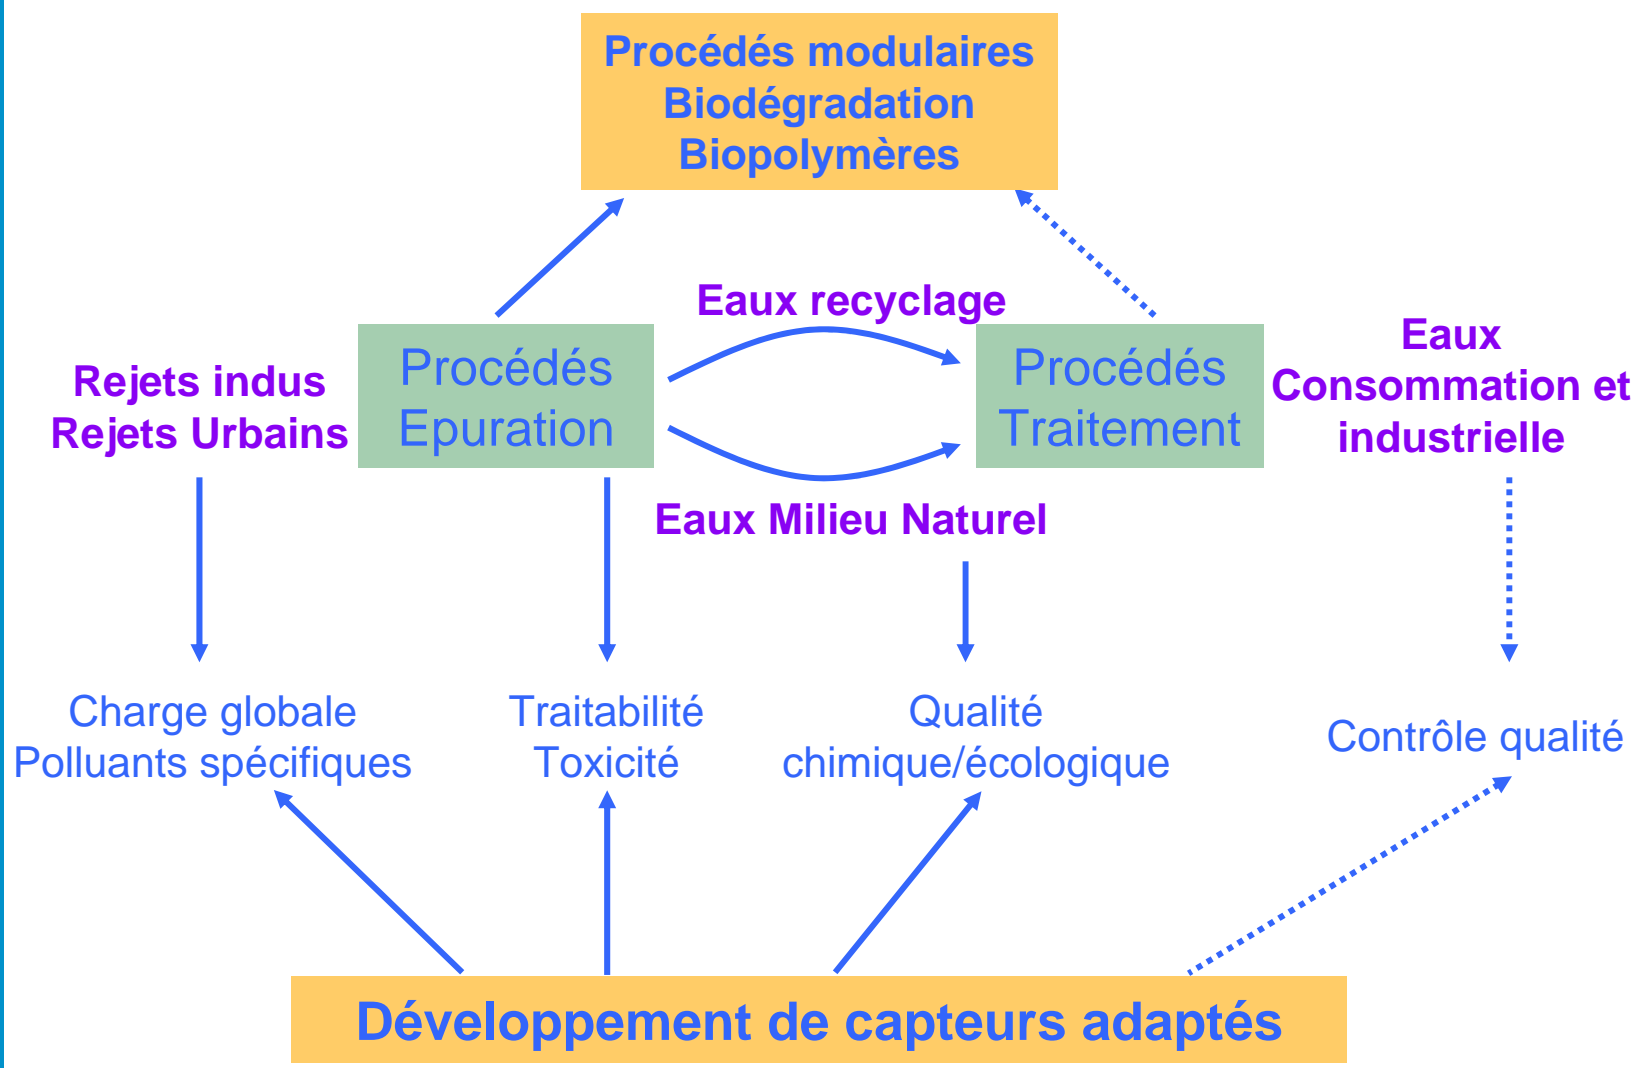 Procédés modulaires
Biodégradation
Biopolymères
Eaux recyclage
Rejets indus
Rejets Urbains
Procédés
Epuration
Procédés
Traitement
Eaux
Consommation et
industrielle
Eaux Milieu Naturel
Charge globale
Polluants spécifiques
Traitabilité
Toxicité
Qualité
chimique/écologique
Contrôle qualité
Développement de capteurs adaptés